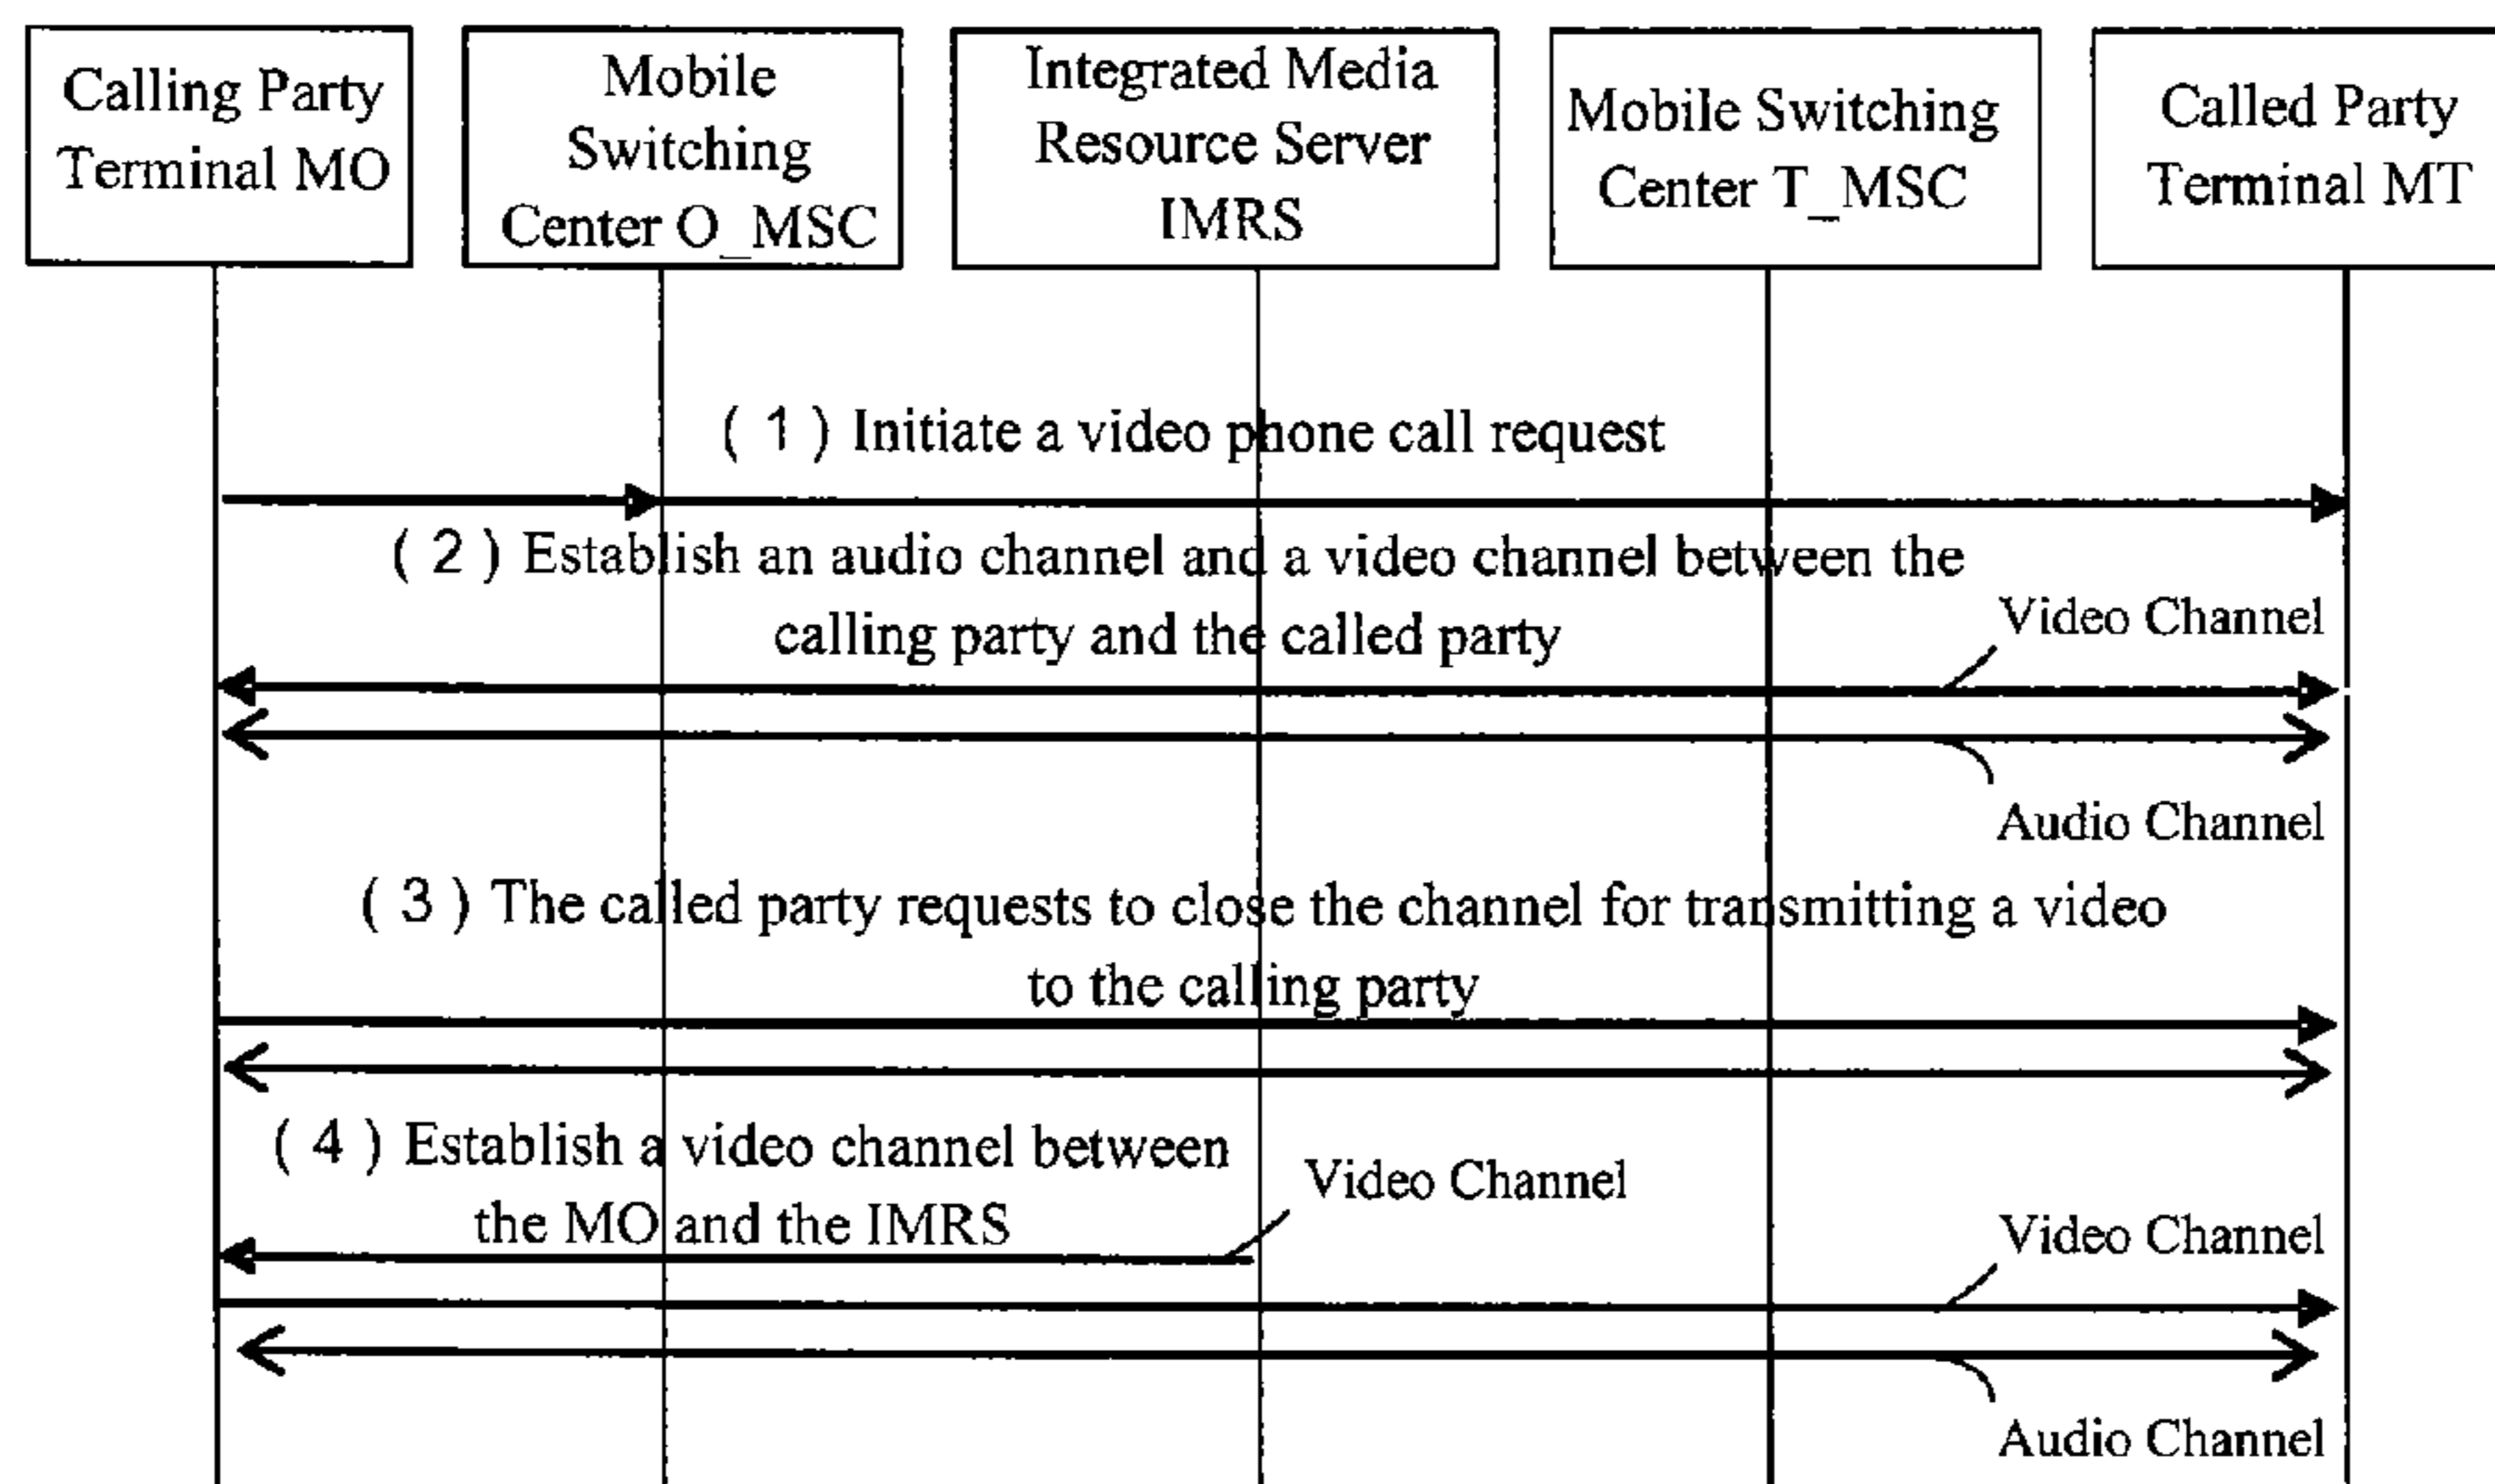 Calling Party
Terminal MO
Mobile
Switching
Center O_MSC
Integrated Media
Resource Server
IMRS
Mobile Switching
Center T_MSC
Called Party
Terminal MT
( 1 ) Initiate a video phone call request
( 2 ) Establish an audio channel and a video channel between the
calling party and the called party
Video Channel
Audio Channel
( 3 ) The called party requests to close the channel for transmitting a video
to the calling party
( 4 ) Establish a video channel between
the MO and the IMRS
Video Channel
Video Channel
Audio Channel